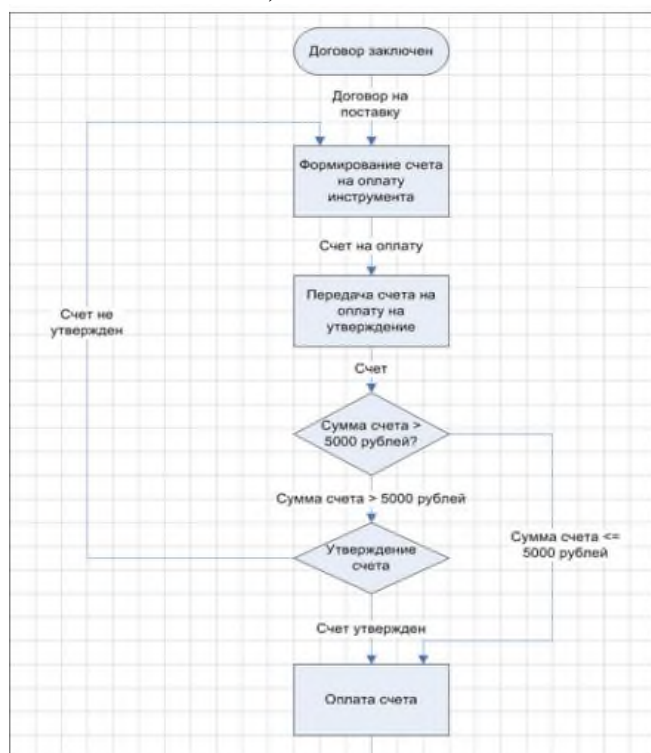 Договор заключен
Договор на
поставку
Формирование счета
на оплату
инструмента
Счет на оплату
Передача счета на
оплату на
утверждение
Счет не
утвержден
Счет
Сумма счета >
5000 рублей?
Сумма счета > 5000 рублей
Сумма счета <=
5000 рублей
Утверждение
счета
Счет утвержден
Оплата счета